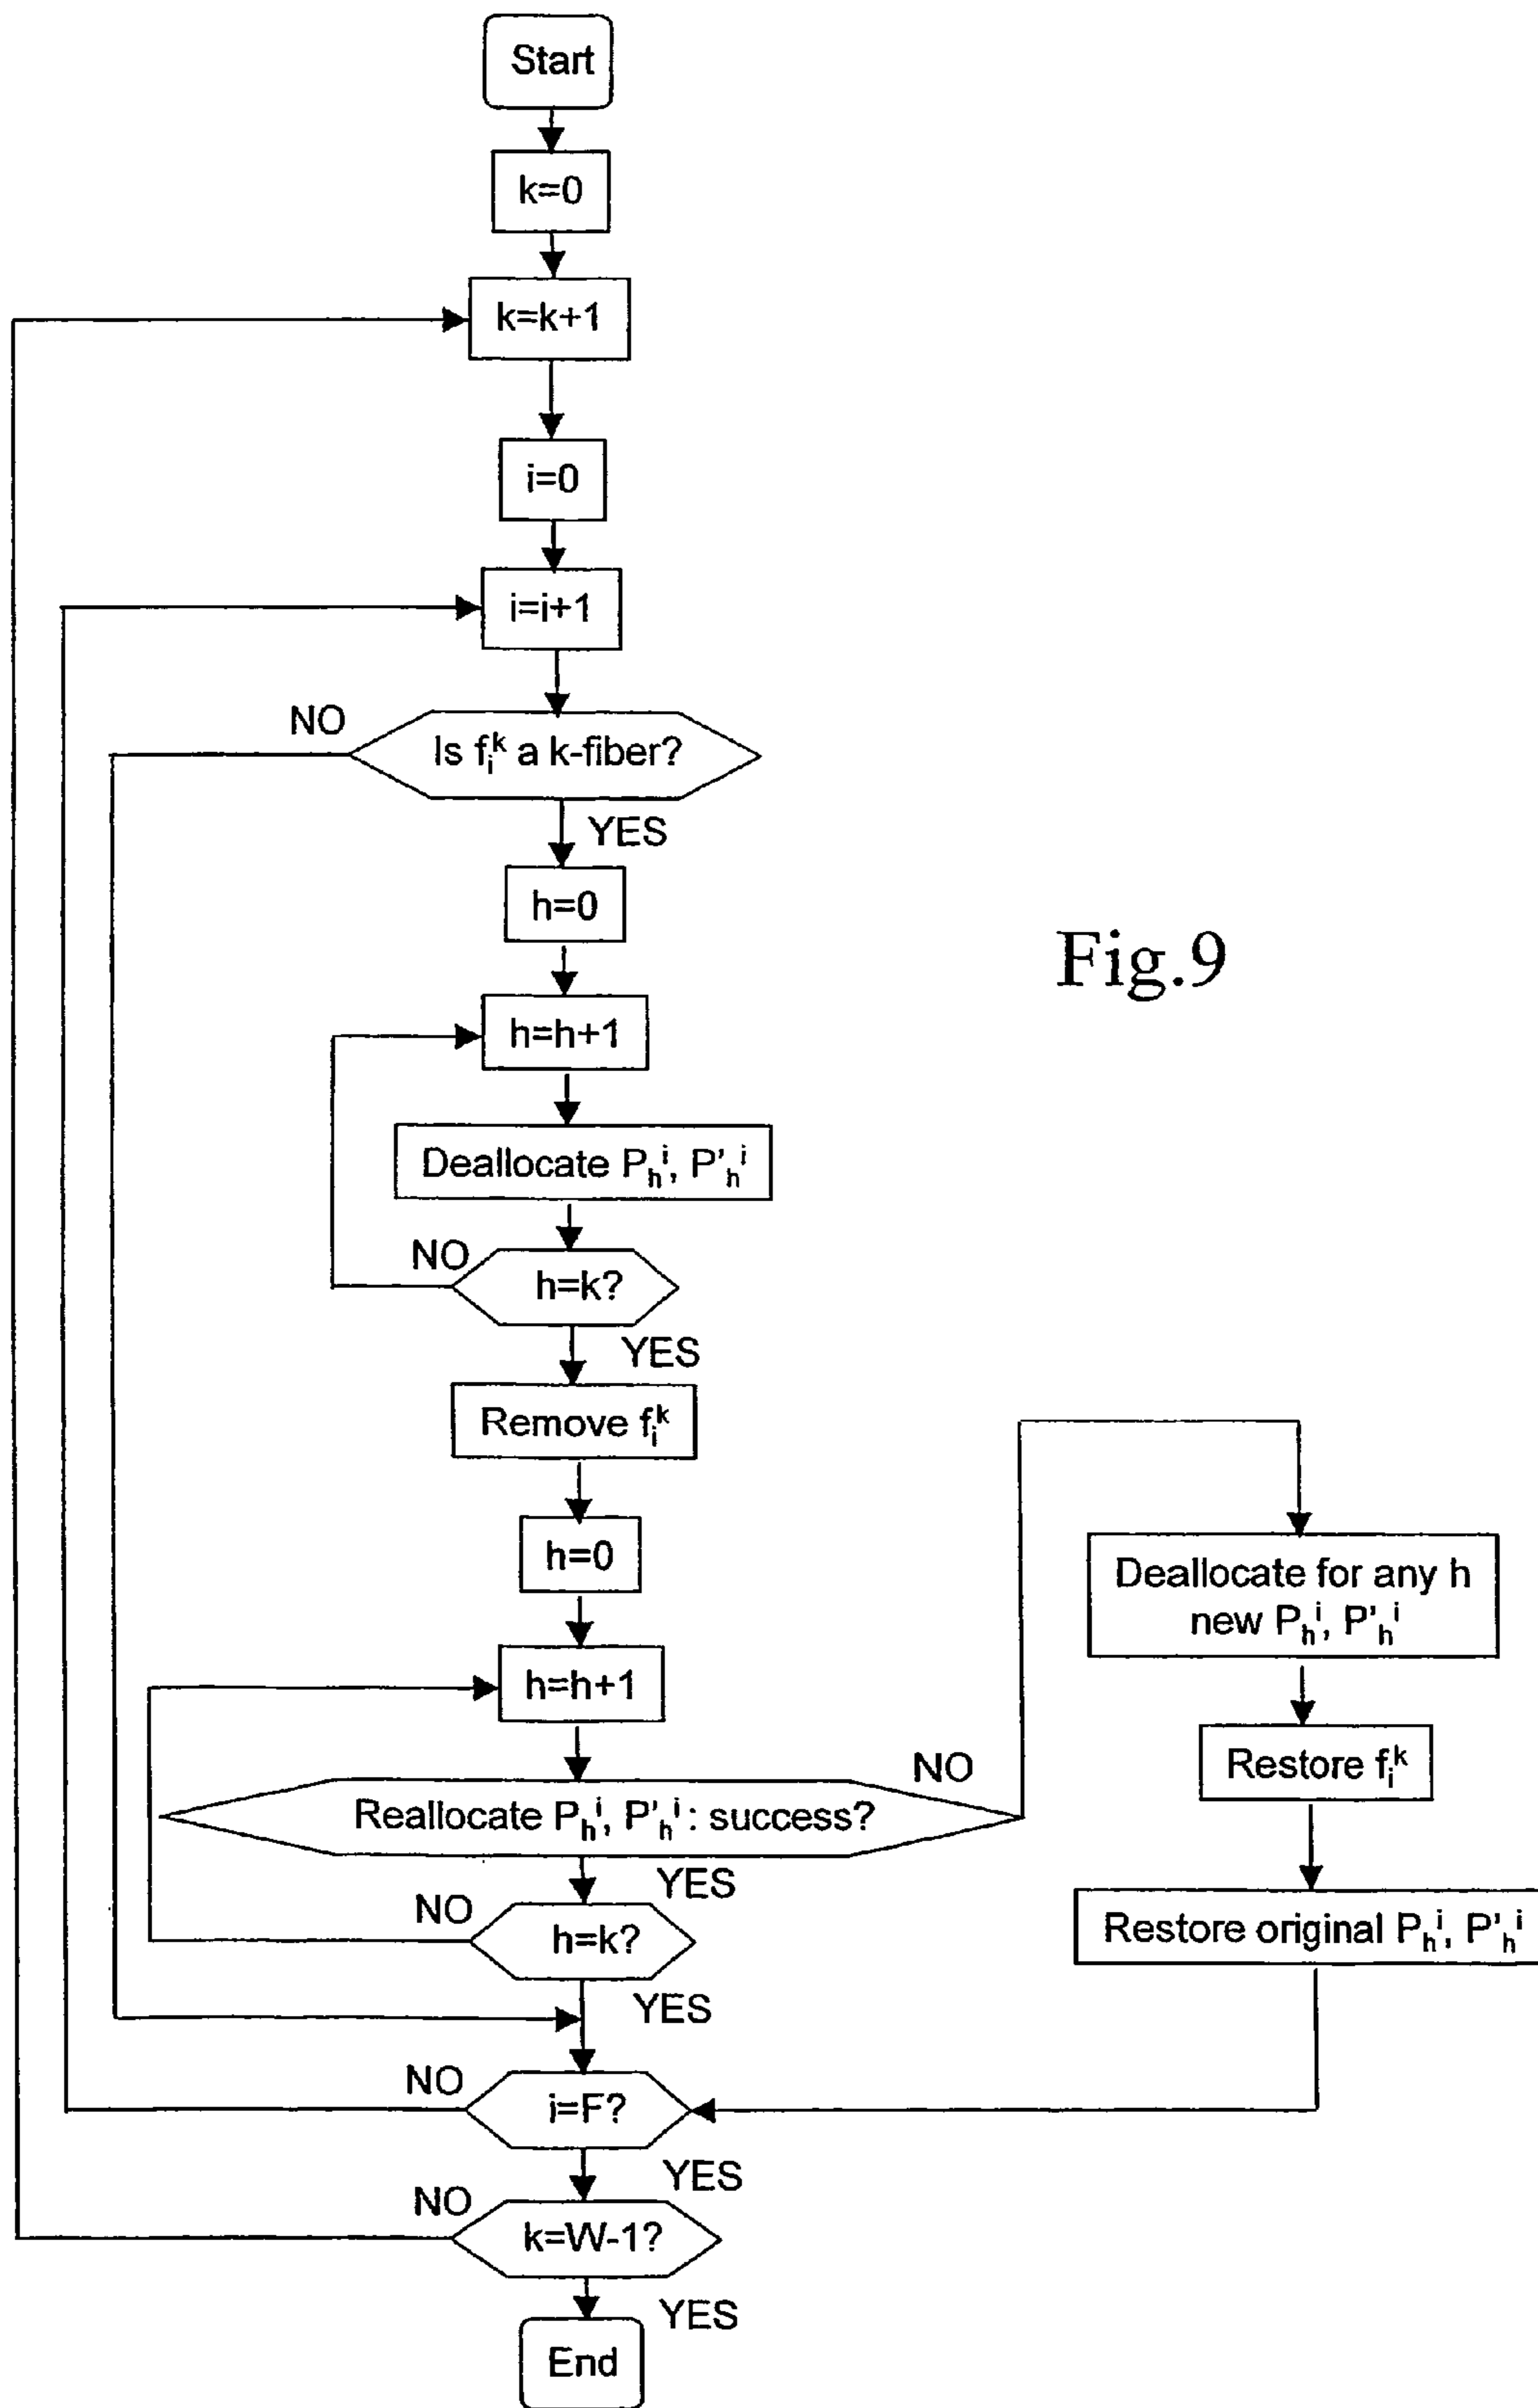 Start
k=0
k=k+1
i=0
i=i+1
NO
Is f_i^k a k-fiber?
YES
h=0
Fig.9
h=h+1
Deallocate P_h^i, P'_h^i
NO
h=k?
YES
Remove f_i^k
h=0
h=h+1
NO
Reallocate P_h^i, P'_h^i: success?
YES
NO
h=k?
YES
Deallocate for any h
new P_h^i, P'_h^i
Restore f_i^k
Restore original P_h^i, P'_h^i
NO
i=F?
YES
NO
k=W-1?
YES
End